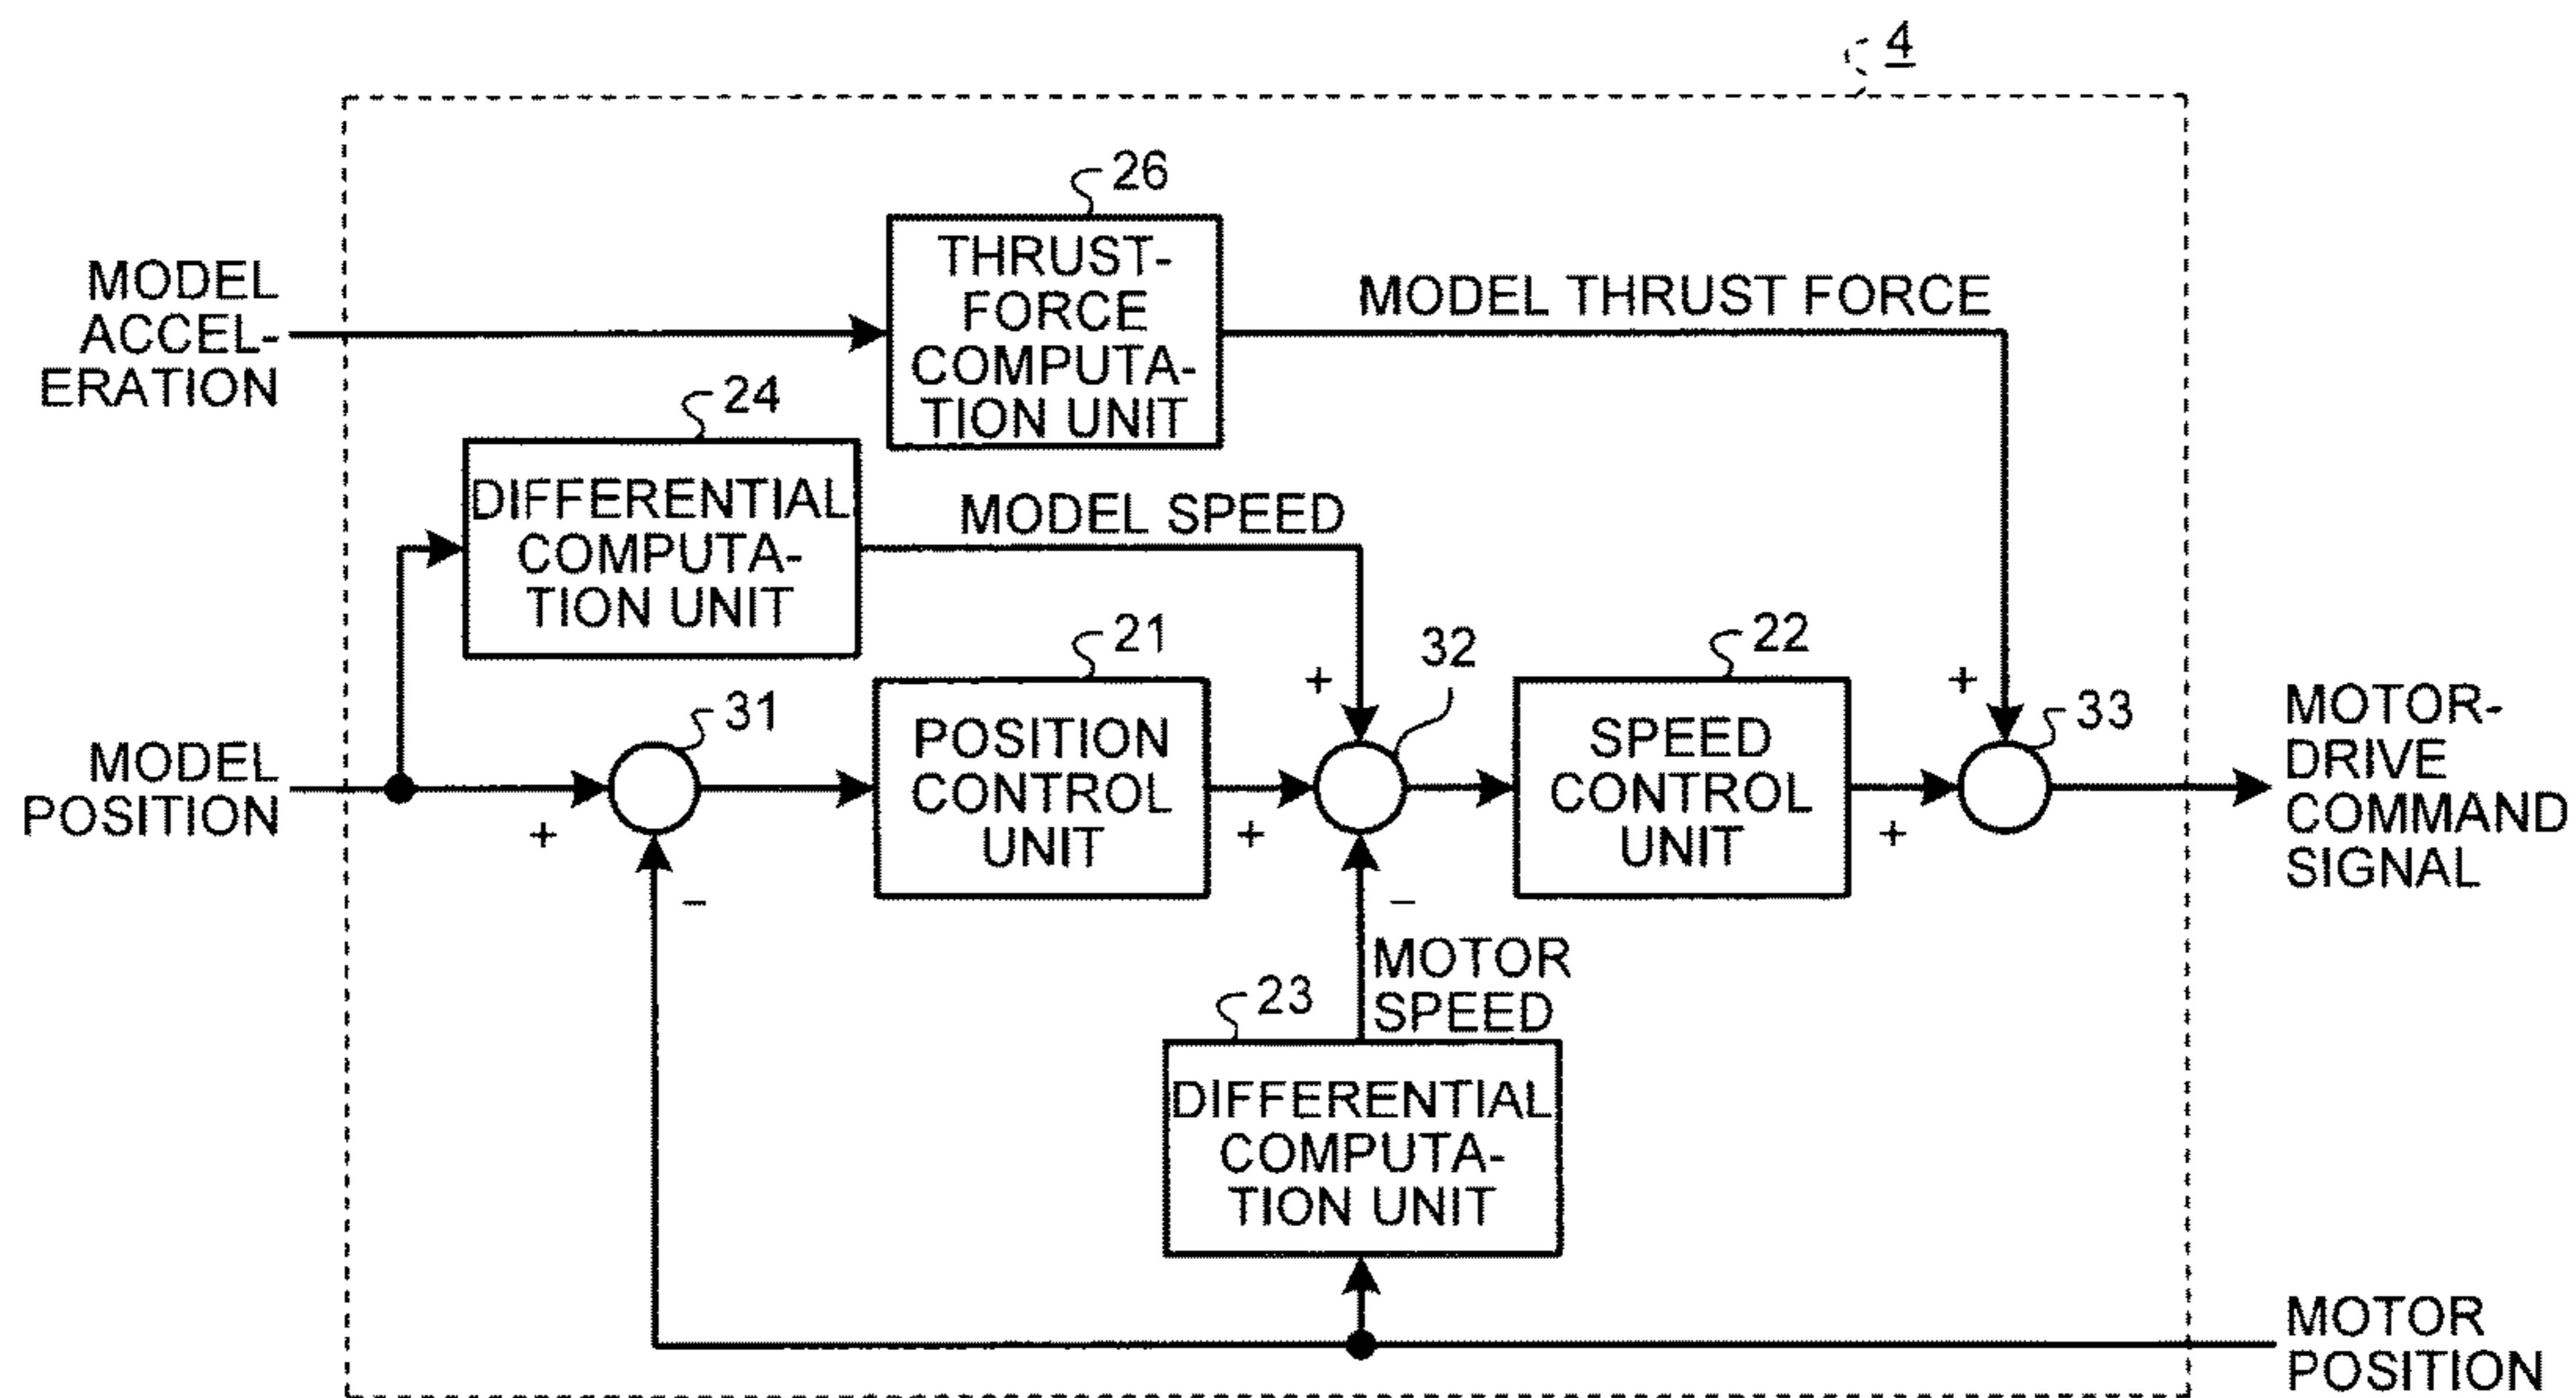 4
26
THRUST-
FORCE
COMPUTA-
TION UNIT
MODEL
ACCEL-
ERATION
MODEL THRUST FORCE
24
DIFFERENTIAL
COMPUTA-
TION UNIT
MODEL SPEED
21
POSITION
CONTROL
UNIT
32
22
SPEED
CONTROL
UNIT
+
+
31
33
MODEL
POSITION
+
+
+
MOTOR-
DRIVE
COMMAND
SIGNAL
−
−
MOTOR
SPEED
23
DIFFERENTIAL
COMPUTA-
TION UNIT
MOTOR
POSITION